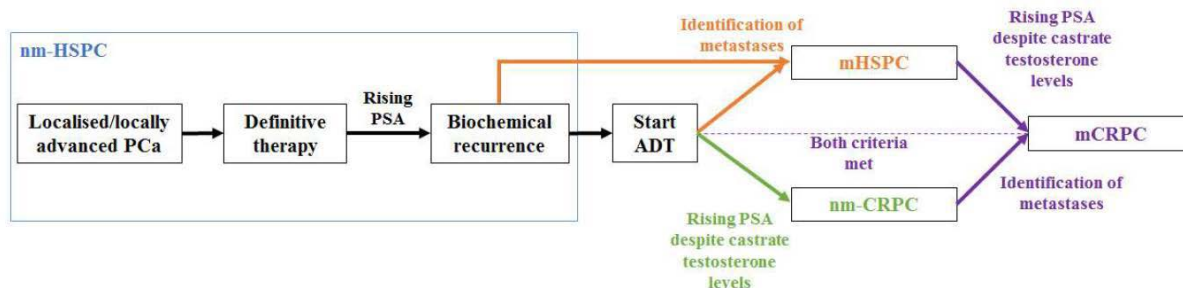 nm-HSPC
Localised/locally
advanced PCa
Definitive
therapy
Rising
PSA
Biochemical
recurrence
Start
ADT
Identification of
metastases
mHSPC
Rising PSA
despite castrate
testosterone
levels
Both criteria
met
mCRPC
Rising PSA
despite castrate
testosterone
levels
nm-CRPC
Identification of
metastases